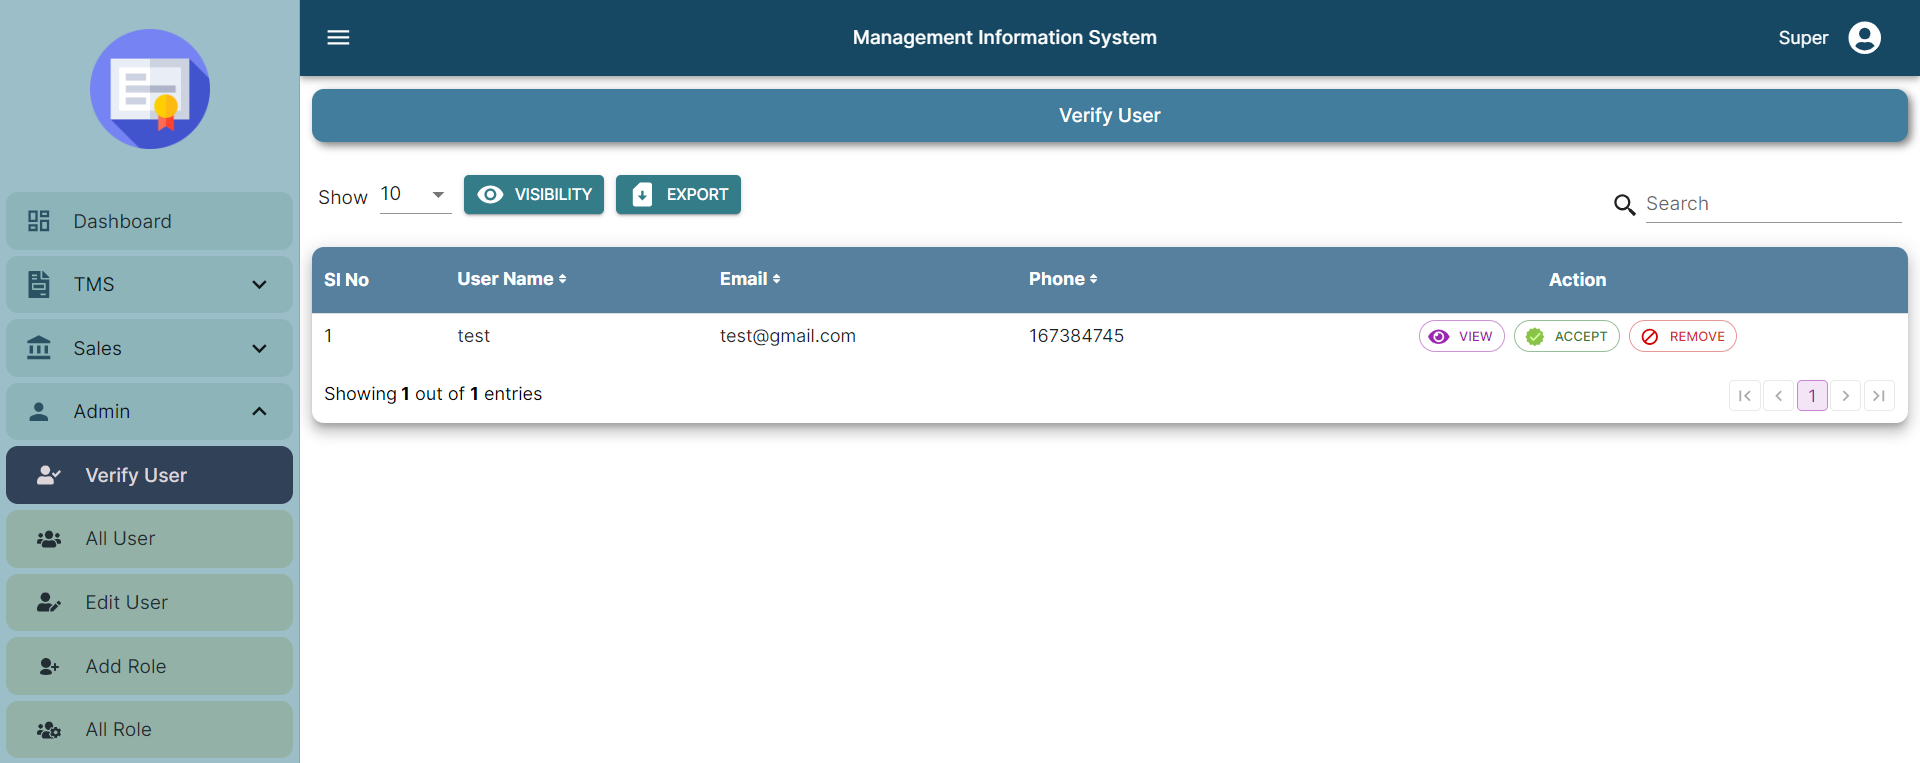 Management Information System
Super
Dashboard
TMS
Sales
Admin
Verify User
All User
Edit User
Add Role
All Role
Verify User
Show 10 VISIBILITY EXPORT Search
Sl No User Name Email Phone Action
1 test test@gmail.com 167384745 VIEW ACCEPT REMOVE
Showing 1 out of 1 entries 1